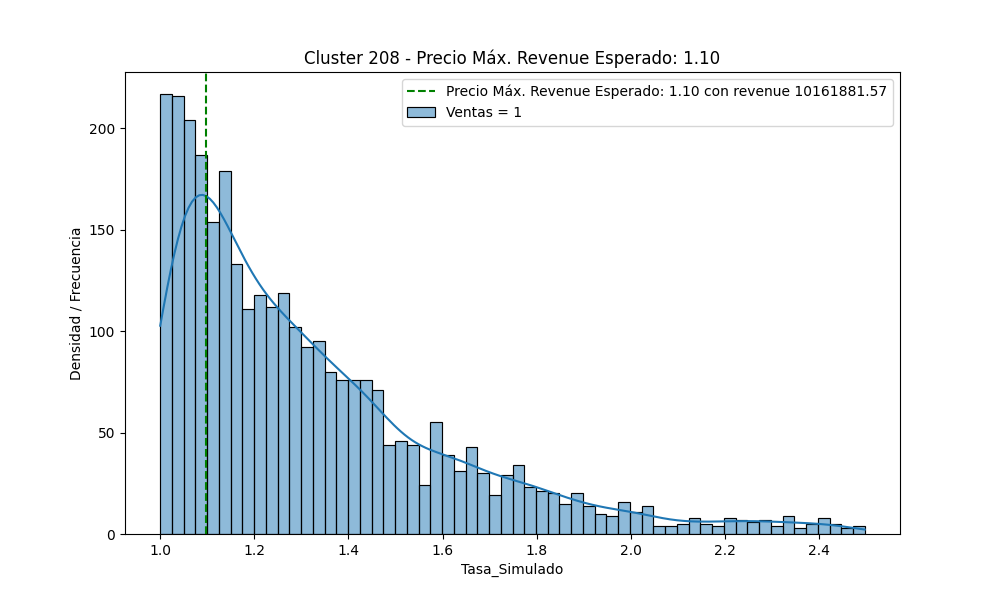 Cluster 208 - Precio Máx. Revenue Esperado: 1.10
Precio Máx. Revenue Esperado: 1.10 con revenue 10161881.57
Ventas = 1
Densidad / Frecuencia
200
150
100
50
0
1.0
1.2
1.4
1.6
1.8
2.0
2.2
2.4
Tasa_Simulado